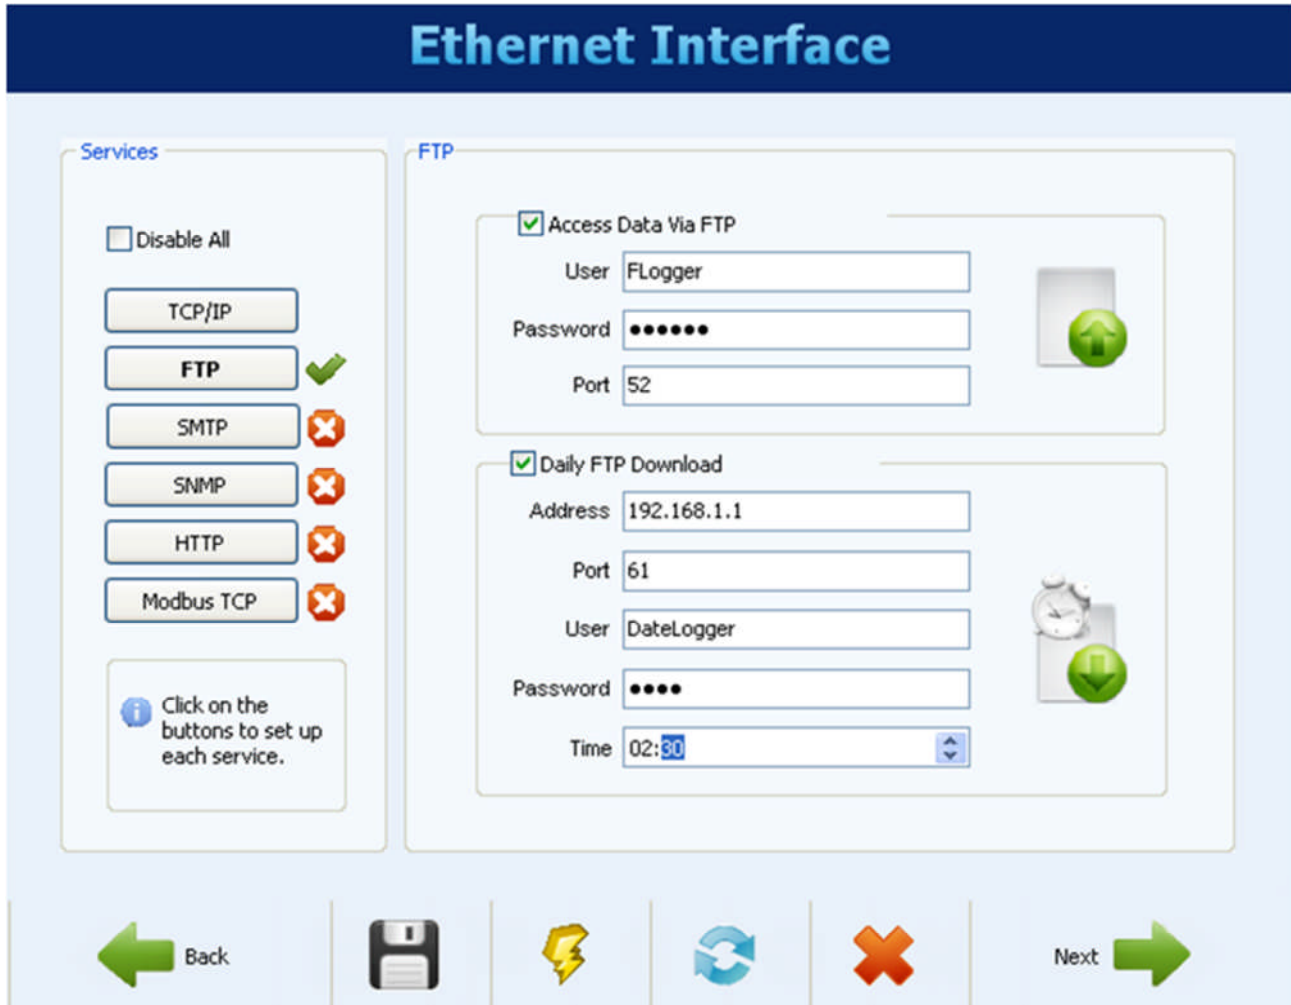 Ethernet Interface
Services
Disable All
TCP/IP
FTP
SMTP
SNMP
HTTP
Modbus TCP
Click on the
buttons to set up
each service.
FTP
Access Data Via FTP
User FLogger
Password ••••••
Port 52
Daily FTP Download
Address 192.168.1.1
Port 61
User DateLogger
Password ••••
Time 02:30
Back
Next